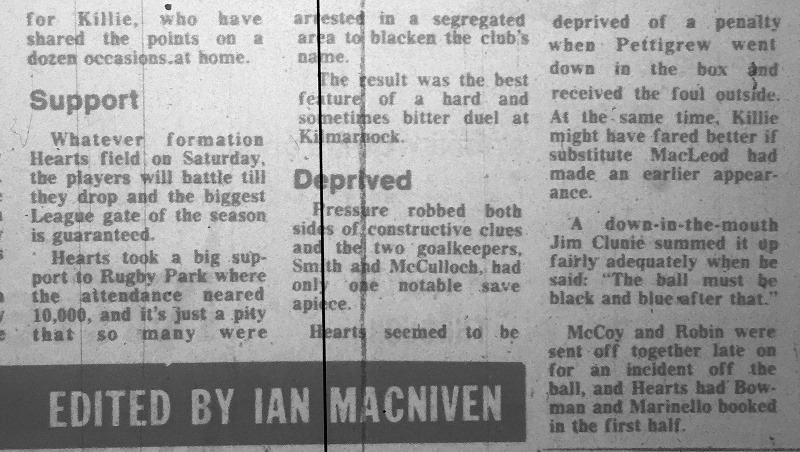 for Killie, who have
shared the points on a
dozen occasions at home.
Support
Whatever formation
Hearts field on Saturday,
the players will battle till
they drop and the biggest
League gate of the season
is guaranteed.
Hearts took a big sup-
port to Rugby Park where
the attendance neared
10,000, and it's just a pity
that so many were
arrested in a segregated
area to blacken the club's
name.
The result was the best
feature of a hard and
sometimes bitter duel at
Kilmarnock.
Deprived
Pressure robbed both
sides of constructive clues
and the two goalkeepers,
Smith and McCulloch, had
only one notable save
apiece.
Hearts seemed to be
deprived of a penalty
when Pettigrew went
down in the box and
received the foul outside.
At the same time, Killie
might have fared better if
substitute MacLeod had
made an earlier appear-
ance.
A down-in-the-mouth
Jim Clunie summed it up
fairly adequately when he
said: "The ball must be
black and blue after that."
McCoy and Robin were
sent off together late on
for an incident off the
ball, and Hearts had Bow-
man and Marinello booked
in the first half.
EDITED BY IAN MACNIVEN